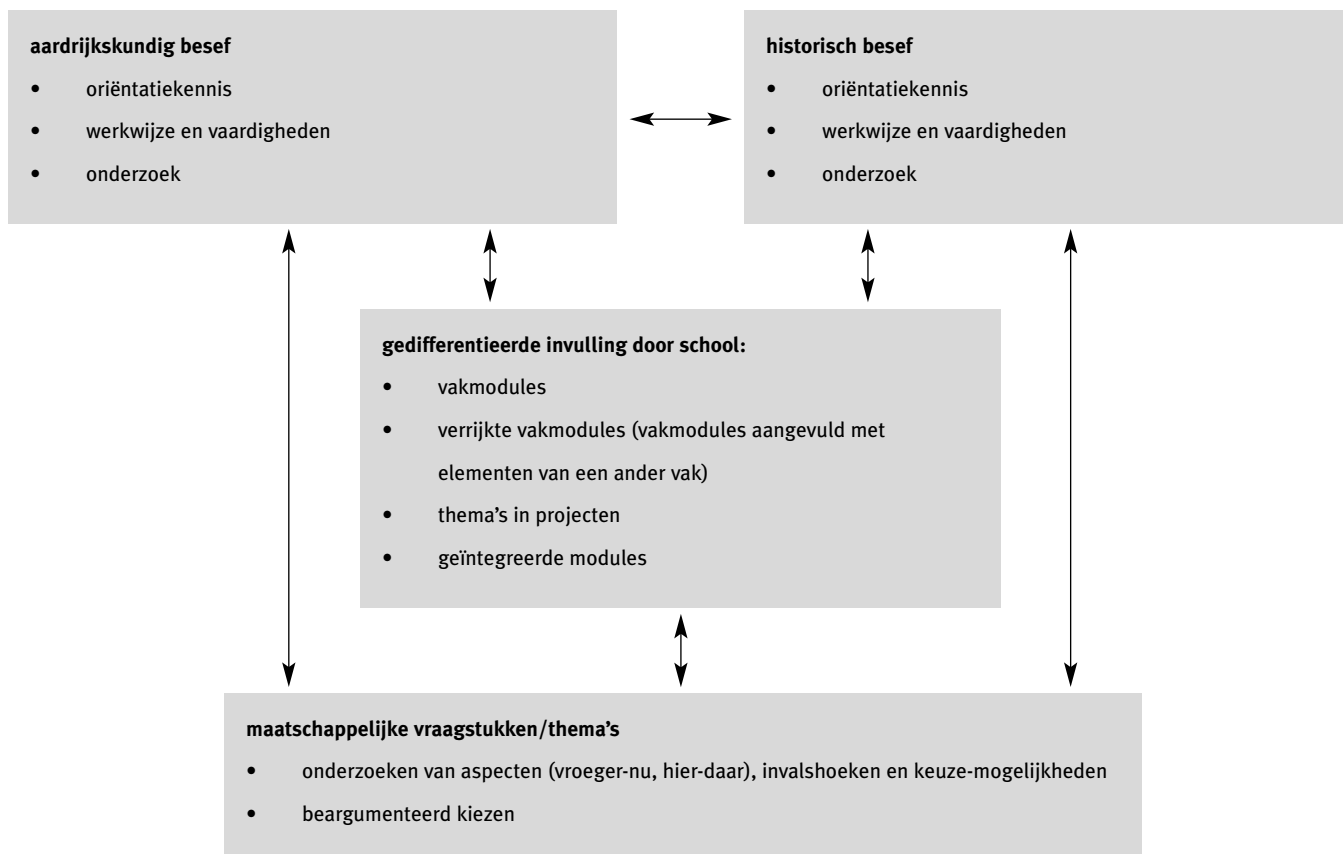 aardrijkskundig besef
• oriëntatiekennis
• werkwijze en vaardigheden
• onderzoek
historisch besef
• oriëntatiekennis
• werkwijze en vaardigheden
• onderzoek
gedifferentieerde invulling door school:
• vakmodules
• verrijkte vakmodules (vakmodules aangevuld met
elementen van een ander vak)
• thema’s in projecten
• geïntegreerde modules
maatschappelijke vraagstukken/thema’s
• onderzoeken van aspecten (vroeger-nu, hier-daar), invalshoeken en keuze-mogelijkheden
• beargumenteerd kiezen